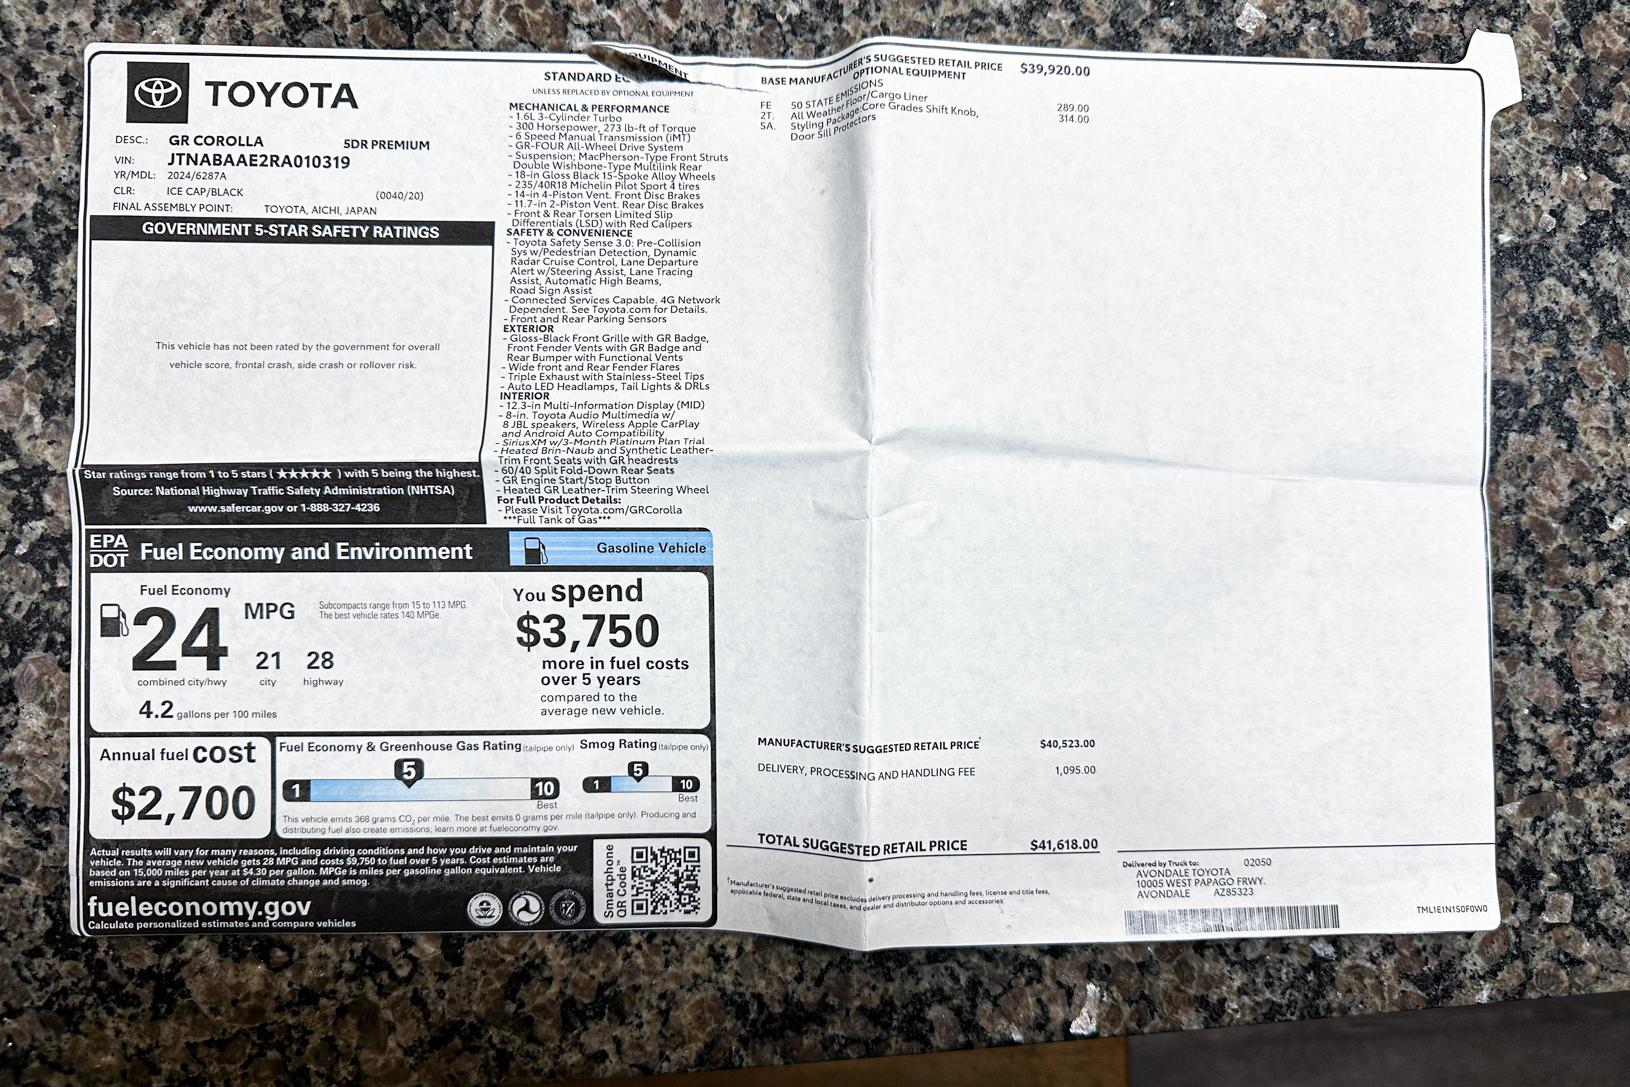 TOYOTA
DESC.: GR COROLLA 5DR PREMIUM
VIN: JTNABAAE2RA010319
YR/MDL: 2024/6287A
CLR: ICE CAP/BLACK (0040/20)
FINAL ASSEMBLY POINT: TOYOTA, AICHI, JAPAN
GOVERNMENT 5-STAR SAFETY RATINGS
This vehicle has not been rated by the government for overall
vehicle score, frontal crash, side crash or rollover risk.
Star ratings range from 1 to 5 stars (★★★★★) with 5 being the highest.
Source: National Highway Traffic Safety Administration (NHTSA)
www.safercar.gov or 1-888-327-4236
STANDARD
UNLESS REPLACED BY OPTIONAL EQUIPMENT
MECHANICAL & PERFORMANCE
- 1.6L 3-Cylinder Turbo
- 300 Horsepower, 273 lb-ft of Torque
- 6 Speed Manual Transmission (iMT)
- GR-FOUR All-Wheel Drive System
- Suspension; MacPherson-Type Front Struts
Double Wishbone-Type Multilink Rear
- 18-in Gloss Black 15-Spoke Alloy Wheels
- 235/40R18 Michelin Pilot Sport 4 tires
- 14-in 4-Piston Vent. Front Disc Brakes
- 11.7-in 2-Piston Vent. Rear Disc Brakes
- Front & Rear Torsen Limited Slip
Differentials (LSD) with Red Calipers
SAFETY & CONVENIENCE
- Toyota Safety Sense 3.0: Pre-Collision
Sys w/Pedestrian Detection, Dynamic
Radar Cruise Control, Lane Departure
Alert w/Steering Assist, Lane Tracing
Assist, Automatic High Beams,
Road Sign Assist
- Connected Services Capable. 4G Network
Dependent. See Toyota.com for Details.
- Front and Rear Parking Sensors
EXTERIOR
- Gloss-Black Front Grille with GR Badge,
Front Fender Vents with GR Badge and
Rear Bumper with Functional Vents
- Wide front and Rear Fender Flares
- Triple Exhaust with Stainless-Steel Tips
- Auto LED Headlamps, Tail Lights & DRLs
INTERIOR
- 12.3-in Multi-Information Display (MID)
- 8-in. Toyota Audio Multimedia w/
8 JBL speakers, Wireless Apple CarPlay
and Android Auto Compatibility
- SiriusXM w/3-Month Platinum Plan Trial
- Heated Brin-Naub and Synthetic Leather-
Trim Front Seats with GR headrests
- 60/40 Split Fold-Down Rear Seats
- GR Engine Start/Stop Button
- Heated GR Leather-Trim Steering Wheel
For Full Product Details:
- Please Visit Toyota.com/GRCorolla
***Full Tank of Gas***
BASE MANUFACTURER'S SUGGESTED RETAIL PRICE $39,920.00
OPTIONAL EQUIPMENT
FE 50 STATE EMISSIONS
2T. All Weather Floor/Cargo Liner 289.00
SA. Styling Package:Core Grades Shift Knob, 314.00
Door Sill Protectors
EPA
DOT
Fuel Economy and Environment
Gasoline Vehicle
Fuel Economy
24 MPG
Subcompacts range from 15 to 113 MPG.
The best vehicle rates 140 MPGe.
21 28
combined city/hwy city highway
4.2 gallons per 100 miles
You spend
$3,750
more in fuel costs
over 5 years
compared to the
average new vehicle.
Annual fuel cost
$2,700
Fuel Economy & Greenhouse Gas Rating (tailpipe only)
5
1 10
Best
Smog Rating (tailpipe only)
5
1 10
Best
This vehicle emits 368 grams CO2 per mile. The best emits 0 grams per mile (tailpipe only). Producing and
distributing fuel also create emissions; learn more at fueleconomy.gov.
Actual results will vary for many reasons, including driving conditions and how you drive and maintain your
vehicle. The average new vehicle gets 28 MPG and costs $9,750 to fuel over 5 years. Cost estimates are
based on 15,000 miles per year at $4.30 per gallon. MPGe is miles per gasoline gallon equivalent. Vehicle
emissions are a significant cause of climate change and smog.
fueleconomy.gov
Calculate personalized estimates and compare vehicles
Smartphone
QR Code™
MANUFACTURER'S SUGGESTED RETAIL PRICE† $40,523.00
DELIVERY, PROCESSING AND HANDLING FEE 1,095.00
TOTAL SUGGESTED RETAIL PRICE $41,618.00
†Manufacturer's suggested retail price excludes delivery processing and handling fees, license and title fees,
applicable federal, state and local taxes, and dealer and distributor options and accessories.
Delivered by Truck to: 02050
AVONDALE TOYOTA
10005 WEST PAPAGO FRWY.
AVONDALE AZ85323
TML1E1N1S0F0W0